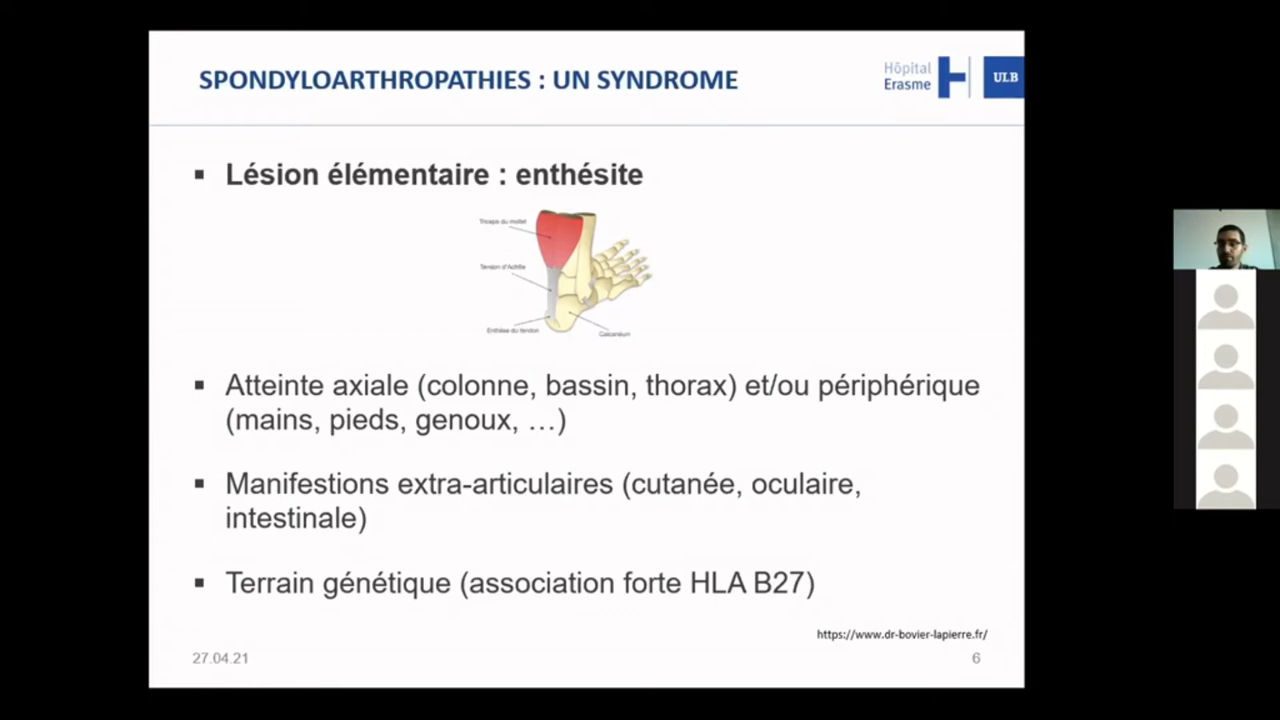 SPONDYLOARTHROPATHIES : UN SYNDROME
Hôpital
Erasme
ULB
▪ Lésion élémentaire : enthésite
Triceps du mollet
Tendon d'Achille
Enthèse du tendon
Calcanéum
▪ Atteinte axiale (colonne, bassin, thorax) et/ou périphérique
(mains, pieds, genoux, …)
▪ Manifestions extra-articulaires (cutanée, oculaire,
intestinale)
▪ Terrain génétique (association forte HLA B27)
https://www.dr-bovier-lapierre.fr/
27.04.21
6